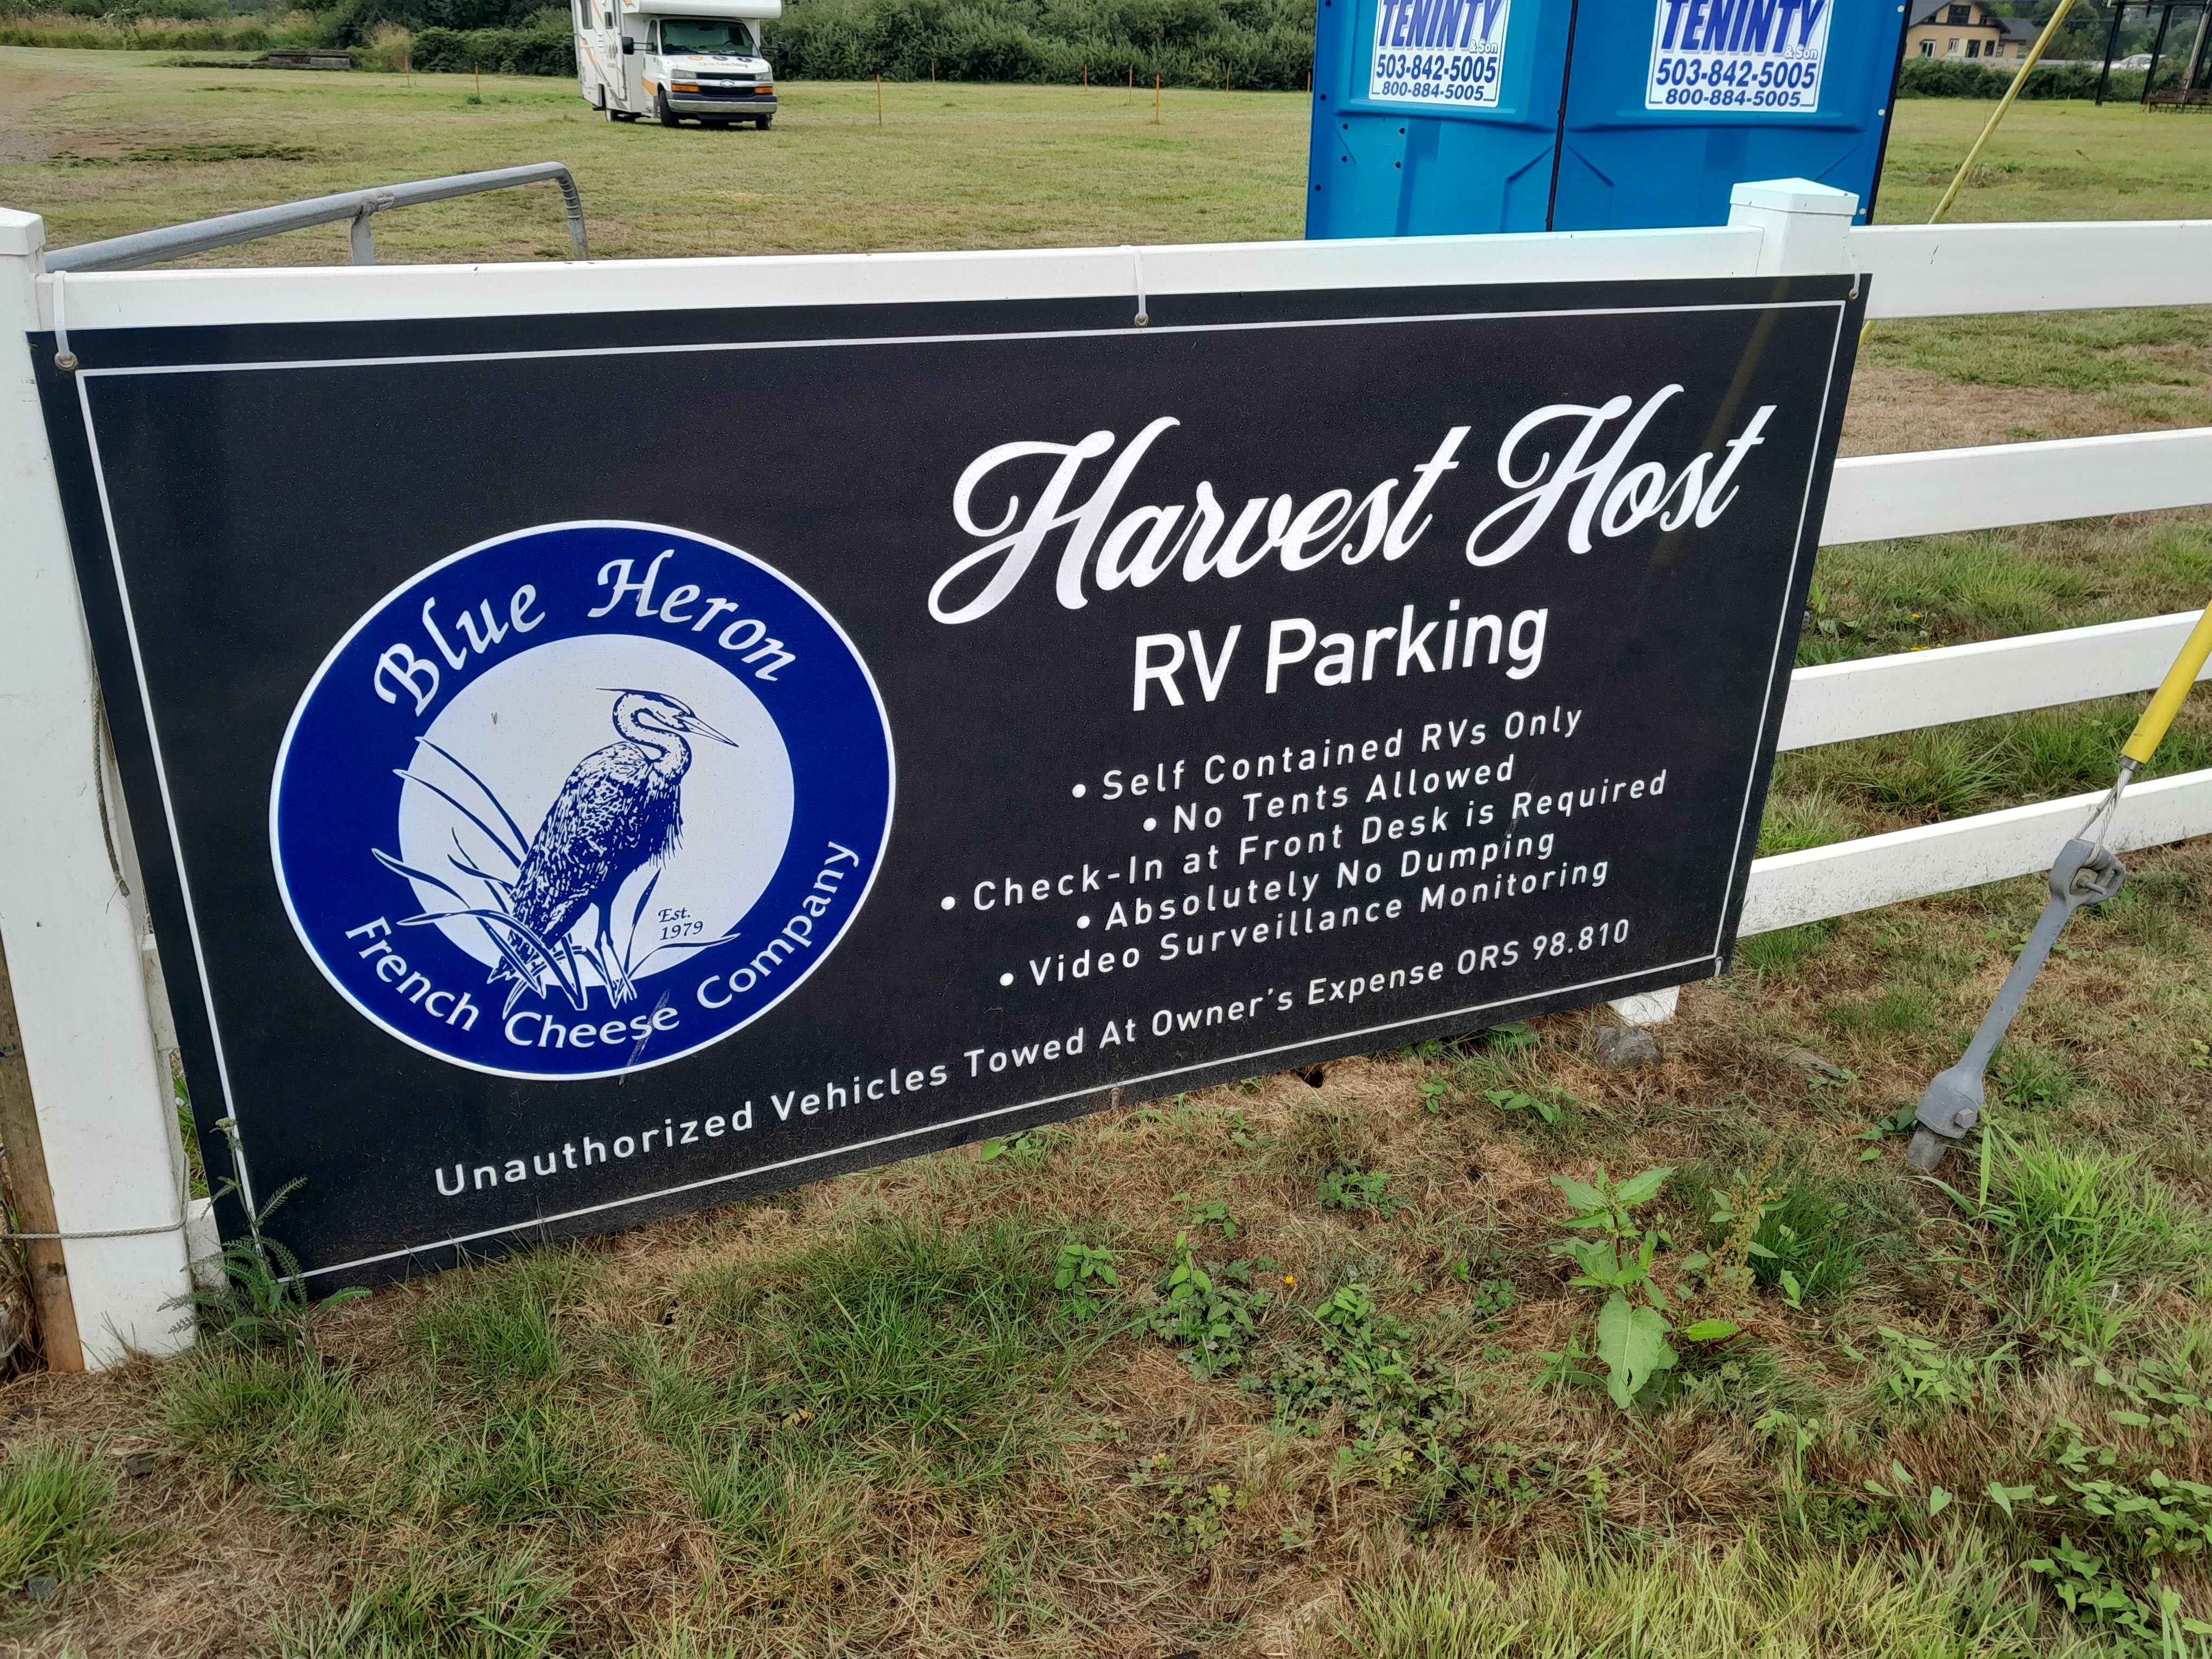 TENINTY
& Son
503-842-5005
800-884-5005
TENINTY
& Son
503-842-5005
800-884-5005
Blue Heron
French Cheese Company
Est.
1979
Harvest Host
RV Parking
• Self Contained RVs Only
• No Tents Allowed
• Check-In at Front Desk is Required
• Absolutely No Dumping
• Video Surveillance Monitoring
Unauthorized Vehicles Towed At Owner's Expense ORS 98.810